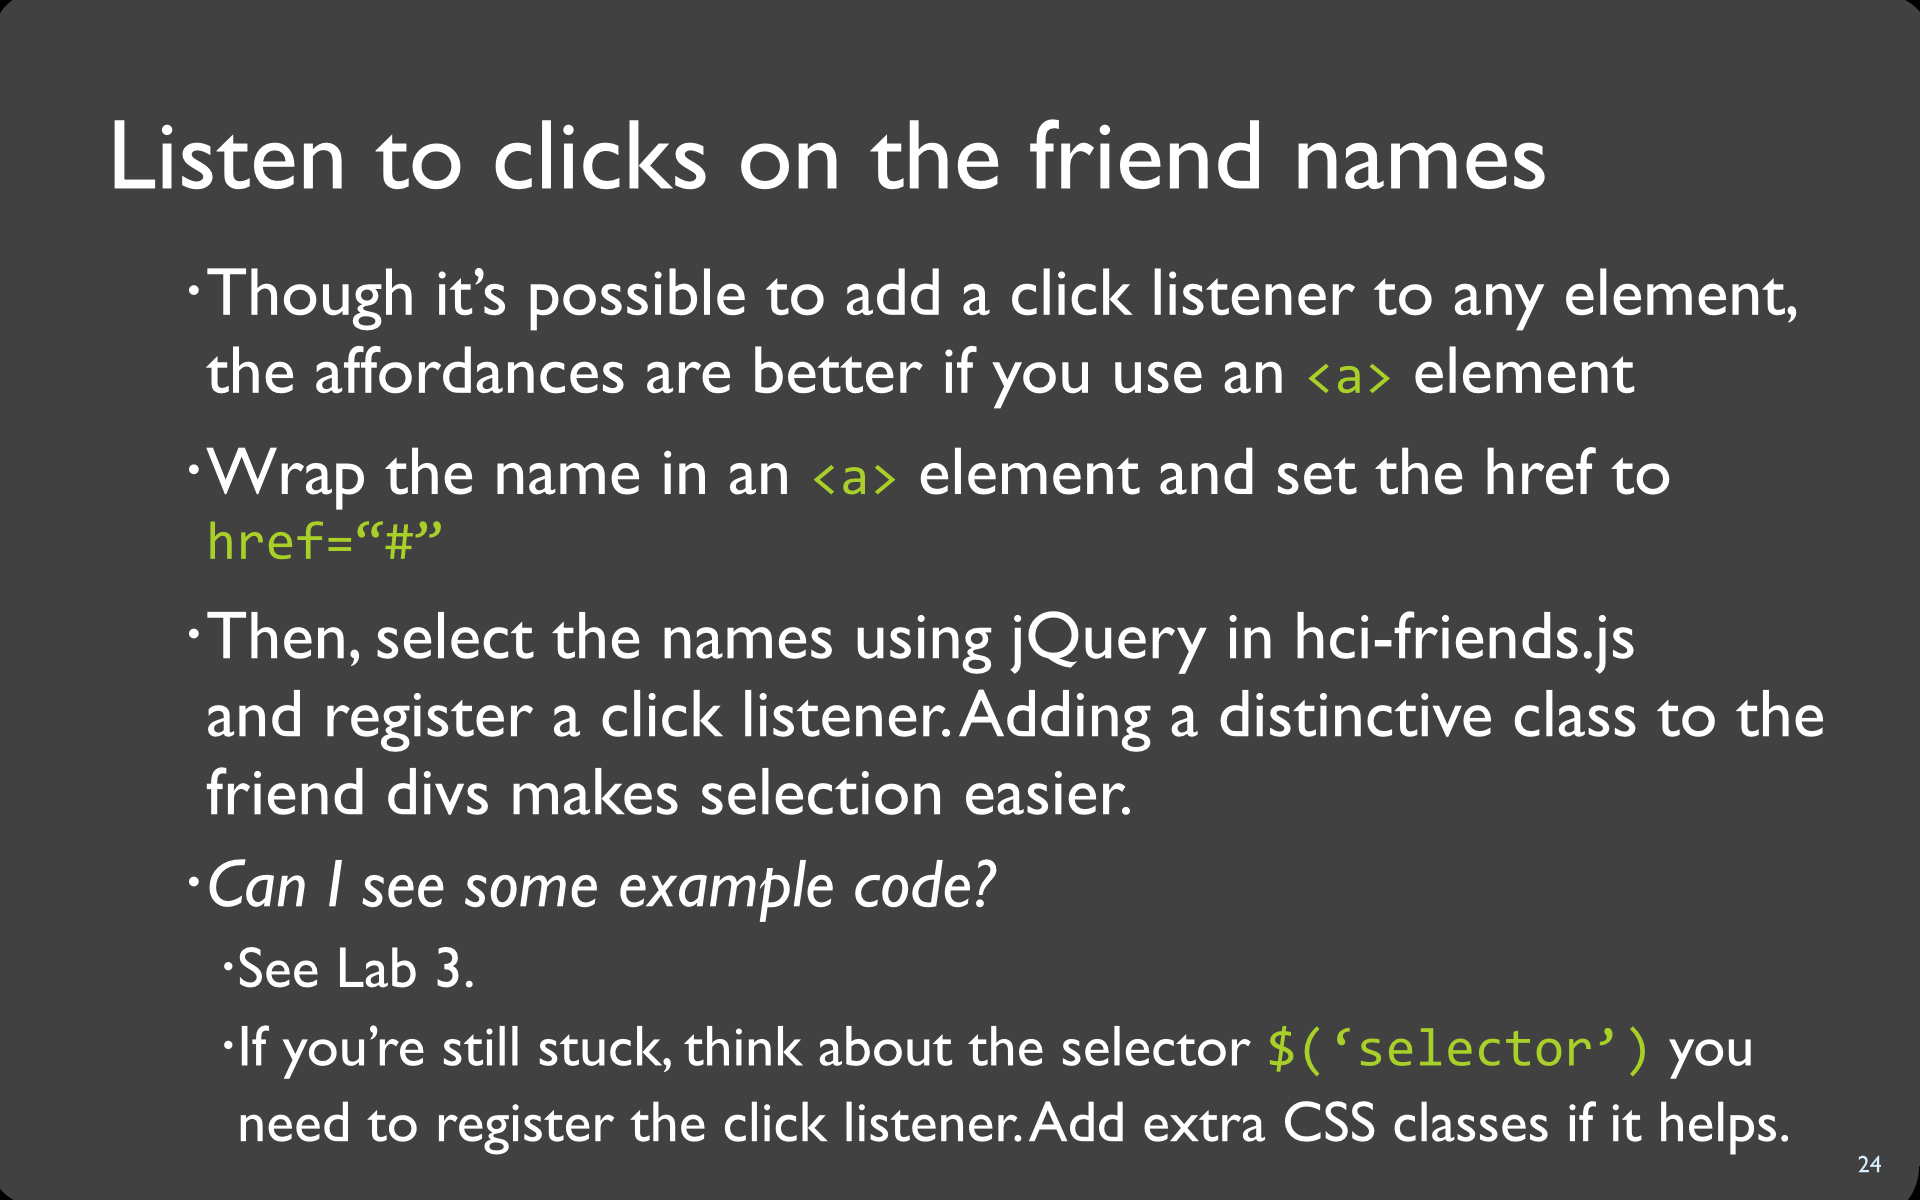 Listen to clicks on the friend names
·Though it’s possible to add a click listener to any element,
the affordances are better if you use an <a> element
·Wrap the name in an <a> element and set the href to
href=“#”
·Then, select the names using jQuery in hci-friends.js
and register a click listener. Adding a distinctive class to the
friend divs makes selection easier.
·Can I see some example code?
·See Lab 3.
·If you’re still stuck, think about the selector $(‘selector’) you
need to register the click listener. Add extra CSS classes if it helps.
24